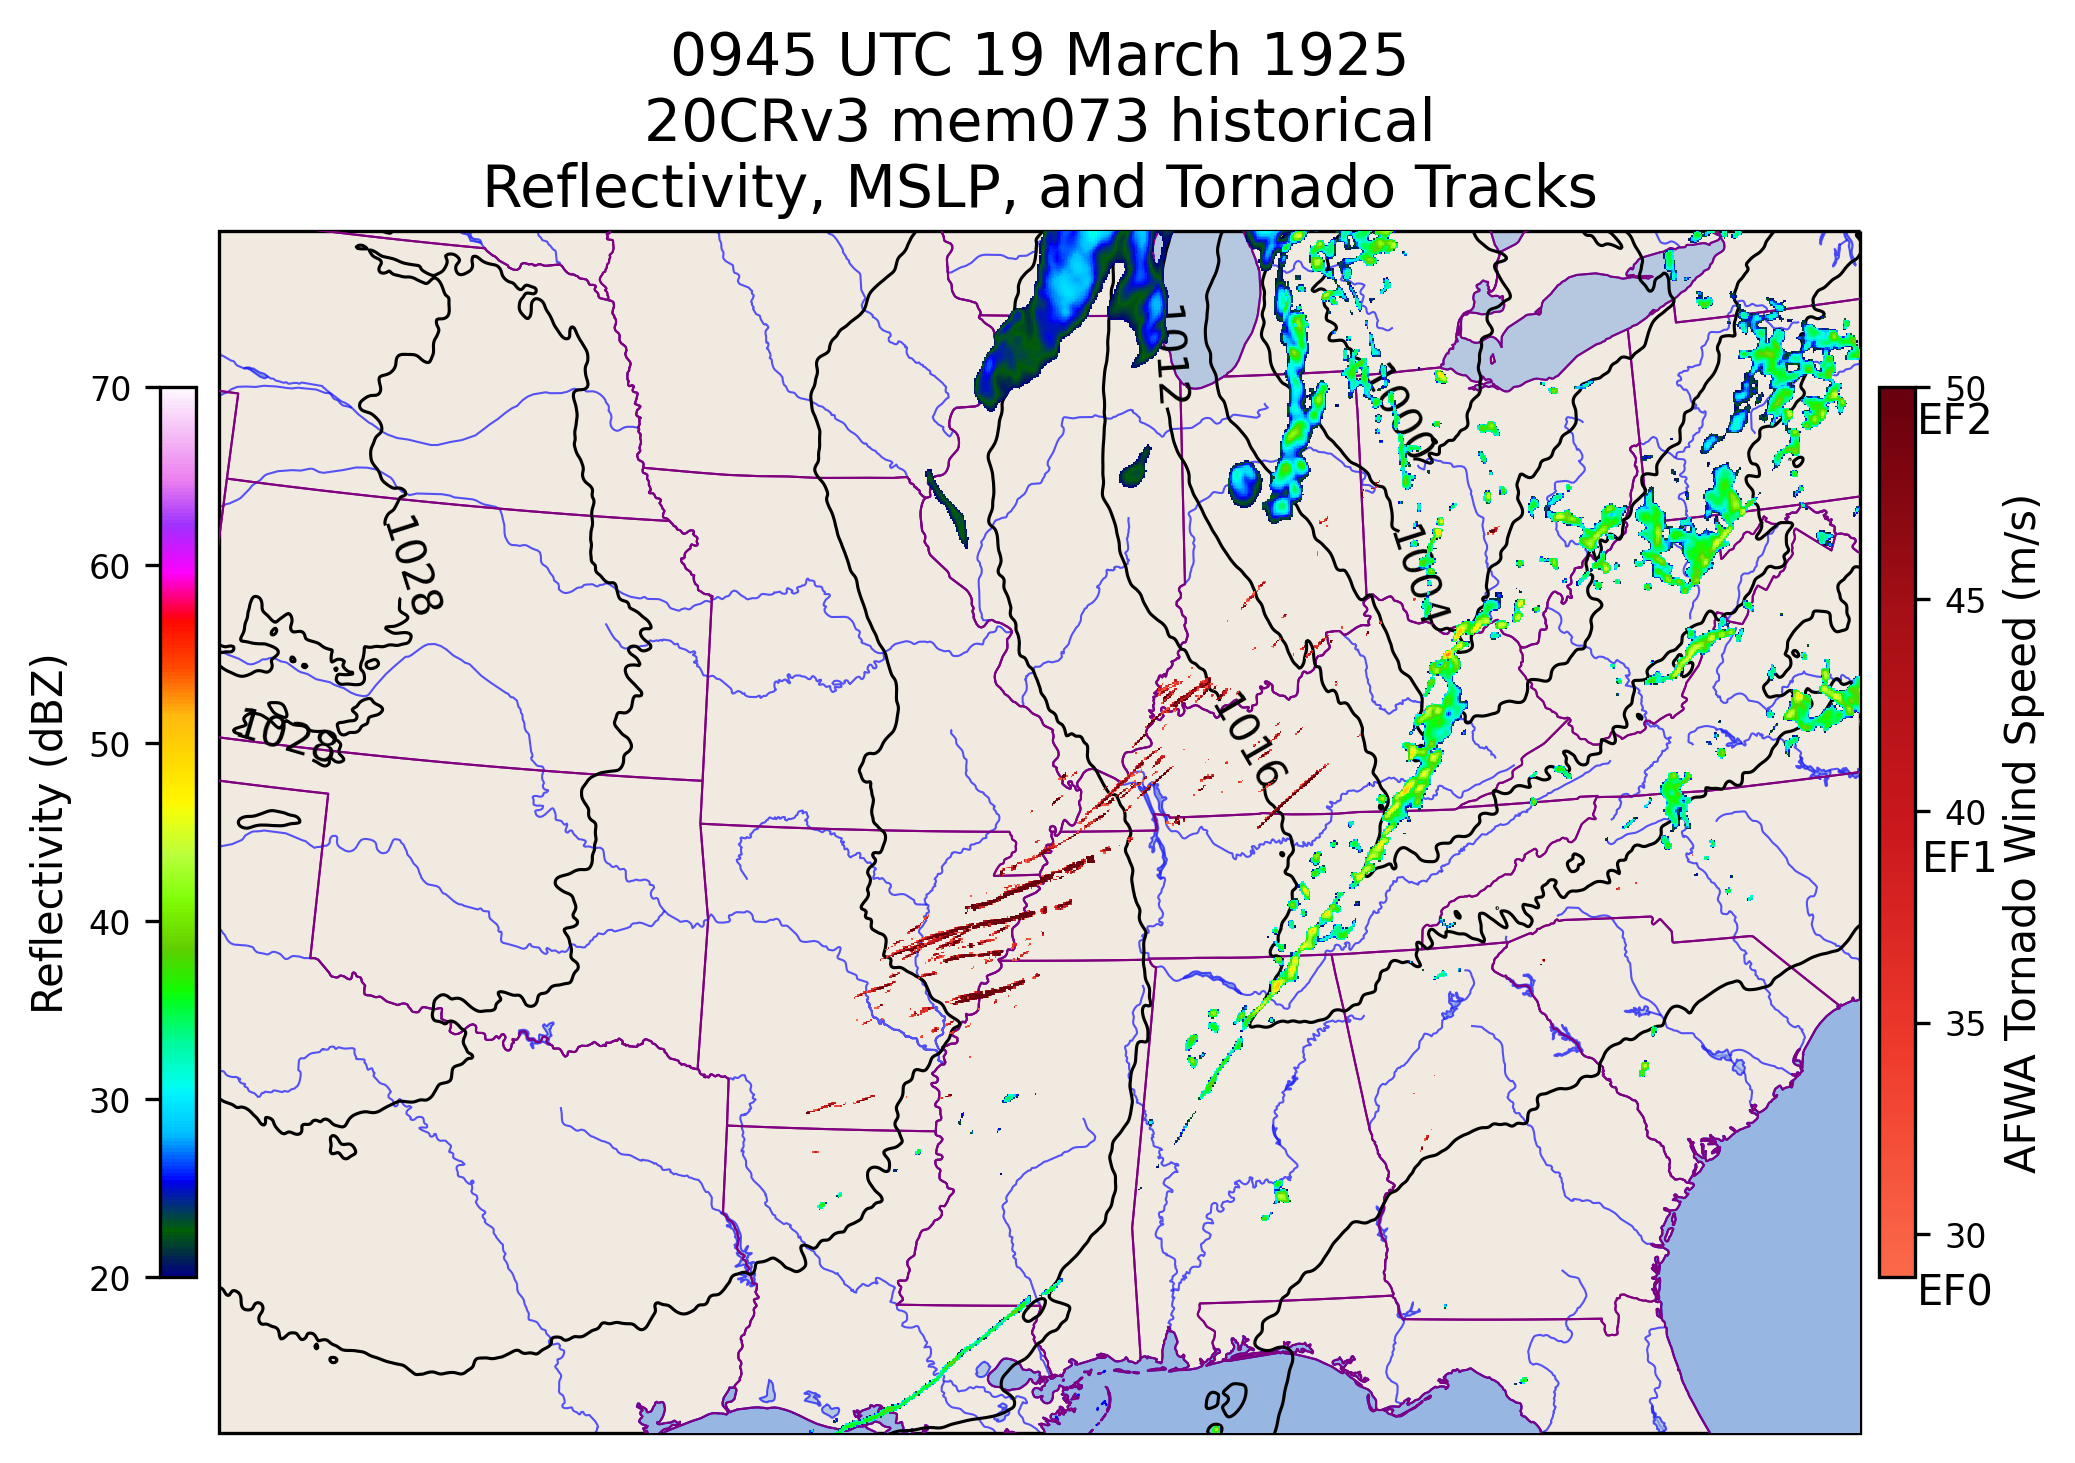 0945 UTC 19 March 1925
20CRv3 mem073 historical
Reflectivity, MSLP, and Tornado Tracks
70
60
50
40
30
20
Reflectivity (dBZ)
1012
1000
1028
1004
1028
1016
50
EF2
45
40
EF1
35
30
EF0
AFWA Tornado Wind Speed (m/s)